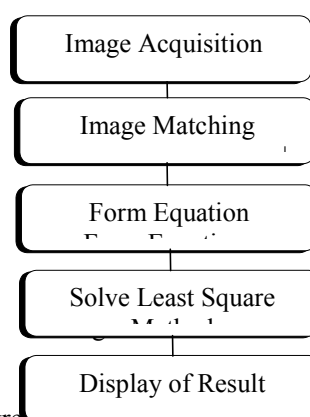 Image Acquisition
Image Matching
Form Equation
Solve Least Square
Display of Result